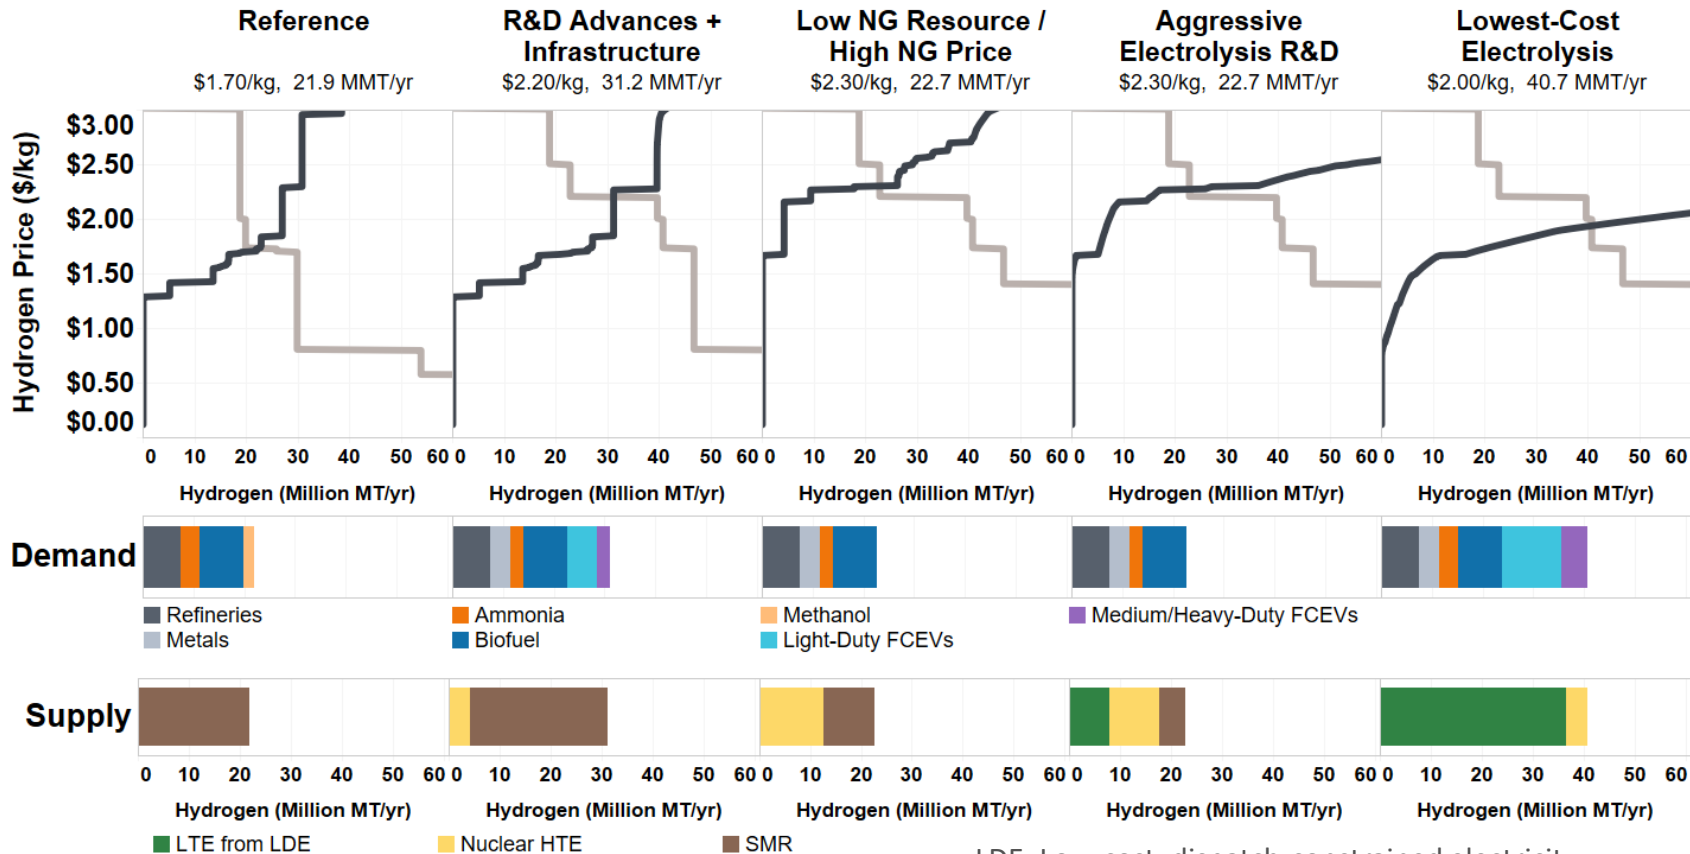 Reference
R&D Advances +
Infrastructure
Low NG Resource /
High NG Price
Aggressive
Electrolysis R&D
Lowest-Cost
Electrolysis
$1.70/kg, 21.9 MMT/yr
$2.20/kg, 31.2 MMT/yr
$2.30/kg, 22.7 MMT/yr
$2.30/kg, 22.7 MMT/yr
$2.00/kg, 40.7 MMT/yr
Hydrogen Price ($/kg)
$3.00
$2.50
$2.00
$1.50
$1.00
$0.50
$0.00
0 10 20 30 40 50 60
0 10 20 30 40 50 60
0 10 20 30 40 50 60
0 10 20 30 40 50 60
0 10 20 30 40 50 60
Hydrogen (Million MT/yr)
Hydrogen (Million MT/yr)
Hydrogen (Million MT/yr)
Hydrogen (Million MT/yr)
Hydrogen (Million MT/yr)
Demand
Refineries
Ammonia
Methanol
Medium/Heavy-Duty FCEVs
Metals
Biofuel
Light-Duty FCEVs
Supply
0 10 20 30 40 50 60
0 10 20 30 40 50 60
0 10 20 30 40 50 60
0 10 20 30 40 50 60
0 10 20 30 40 50 60
Hydrogen (Million MT/yr)
Hydrogen (Million MT/yr)
Hydrogen (Million MT/yr)
Hydrogen (Million MT/yr)
Hydrogen (Million MT/yr)
LTE from LDE
Nuclear HTE
SMR